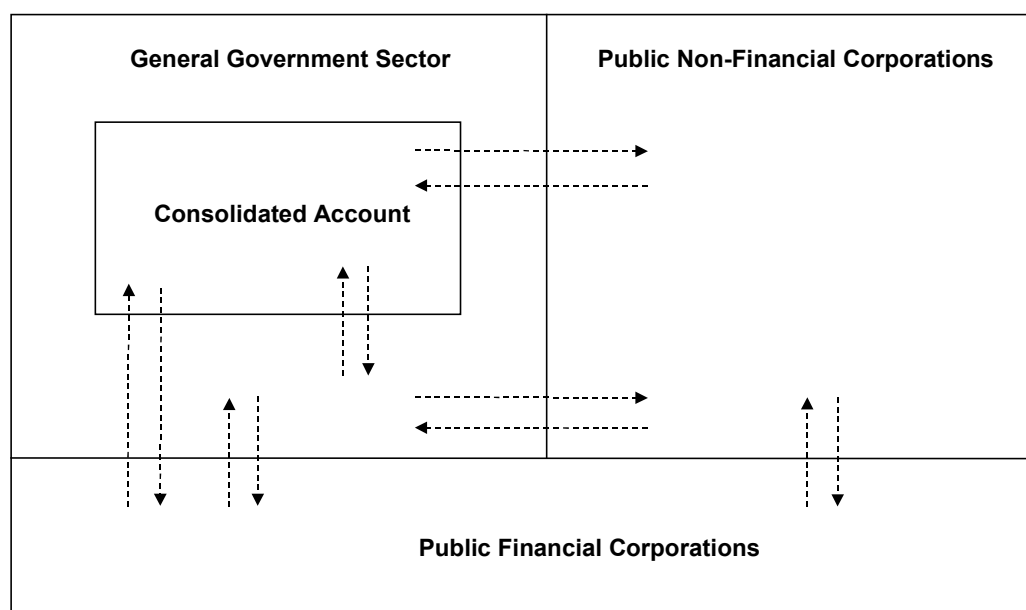 General Government Sector
Public Non-Financial Corporations
Consolidated Account
Public Financial Corporations